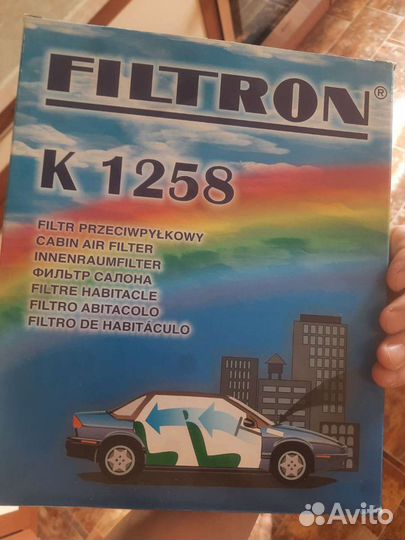 FILTRON®
K 1258
FILTR PRZECIWPYŁKOWY
CABIN AIR FILTER
INNENRAUMFILTER
ФИЛЬТР САЛОНА
FILTRE HABITACLE
FILTRO ABITACOLO
FILTRO DE HABITÁCULO
Avito